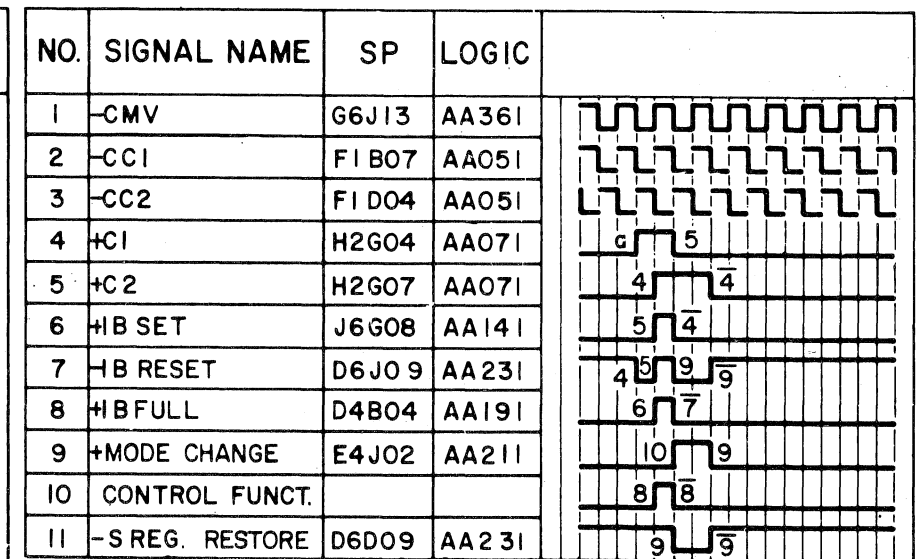 NO. SIGNAL NAME SP LOGIC
1 -CMV G6J13 AA361
2 -CC1 F1B07 AA051
3 -CC2 F1D04 AA051
4 +C1 H2G04 AA071 G 5
5 +C2 H2G07 AA071 4 4̅
6 +IB SET J6G08 AA141 5 4̅
7 -IB RESET D6J09 AA231 4 5 9 9̅
8 +IB FULL D4B04 AA191 6 7̅
9 +MODE CHANGE E4J02 AA211 10 9
10 CONTROL FUNCT. 8 8̅
11 -S REG. RESTORE D6D09 AA231 9 9̅